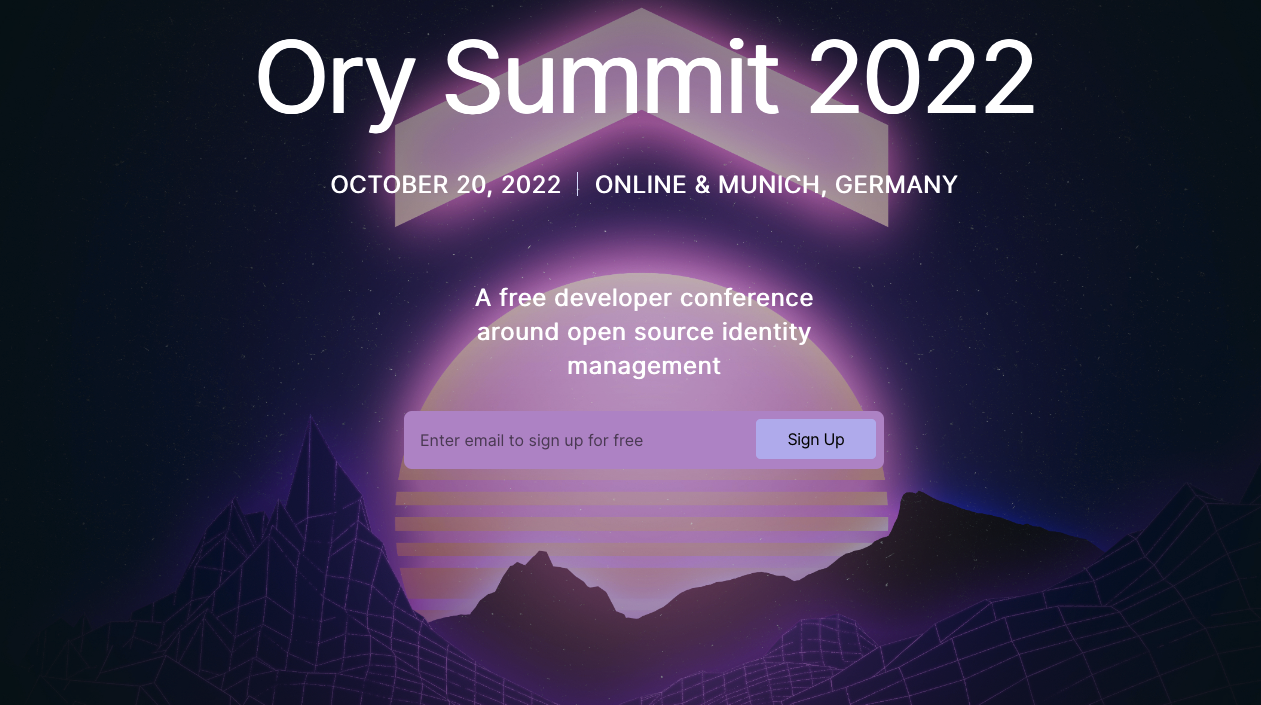 Ory Summit 2022
OCTOBER 20, 2022 | ONLINE & MUNICH, GERMANY
A free developer conference
around open source identity
management
Enter email to sign up for free
Sign Up